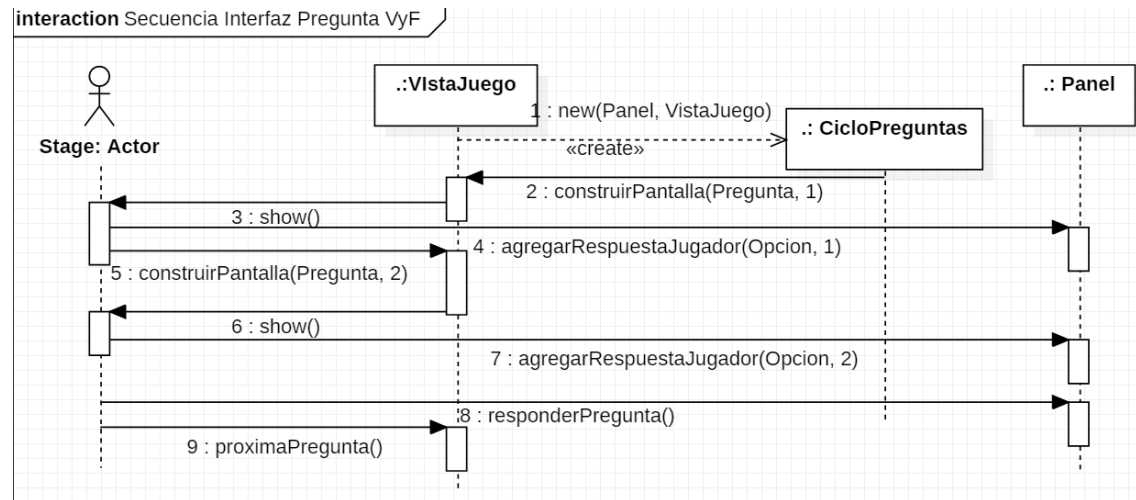 interaction Secuencia Interfaz Pregunta VyF
.:VIstaJuego
.: Panel
1 : new(Panel, VistaJuego)
.: CicloPreguntas
Stage: Actor
«create»
2 : construirPantalla(Pregunta, 1)
3 : show()
4 : agregarRespuestaJugador(Opcion, 1)
5 : construirPantalla(Pregunta, 2)
6 : show()
7 : agregarRespuestaJugador(Opcion, 2)
8 : responderPregunta()
9 : proximaPregunta()